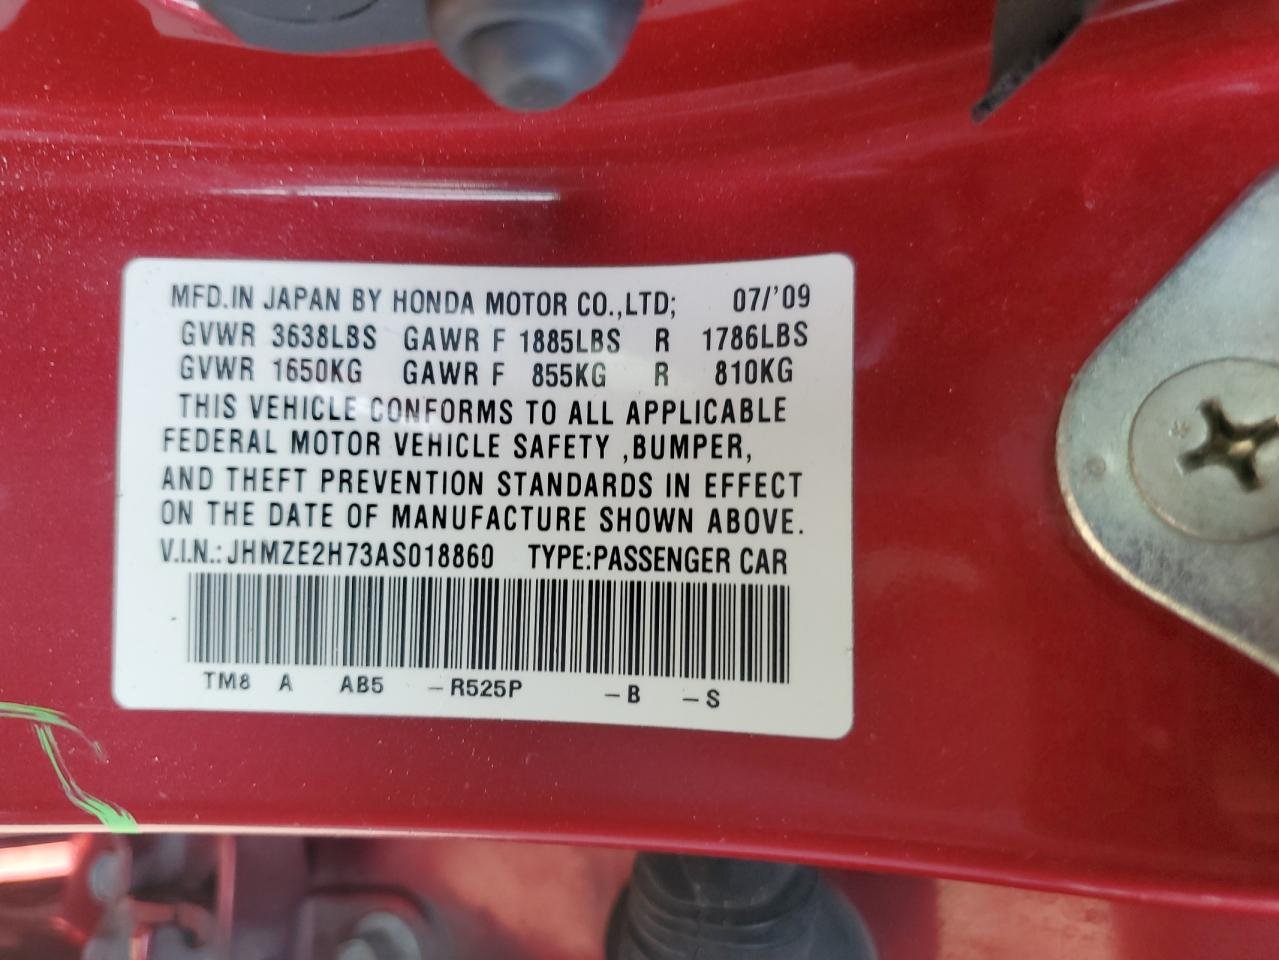 MFD.IN JAPAN BY HONDA MOTOR CO.,LTD; 07/'09
GVWR 3638LBS GAWR F 1885LBS R 1786LBS
GVWR 1650KG GAWR F 855KG R 810KG
THIS VEHICLE CONFORMS TO ALL APPLICABLE
FEDERAL MOTOR VEHICLE SAFETY ,BUMPER,
AND THEFT PREVENTION STANDARDS IN EFFECT
ON THE DATE OF MANUFACTURE SHOWN ABOVE.
V.I.N.: JHMZE2H73AS018860 TYPE:PASSENGER CAR
TM8 A AB5 –R525P –B –S